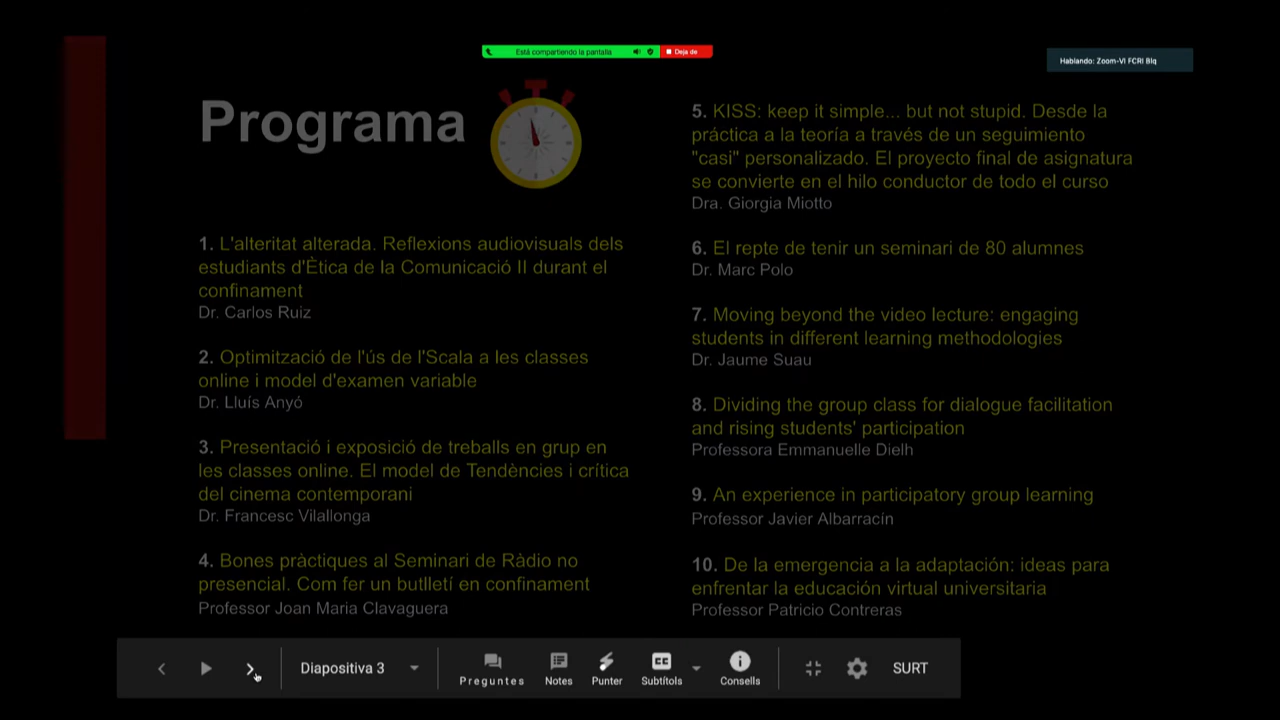 Está compartiendo la pantalla
Deja de
Hablando: Zoom-VI FCRI Blq
Programa
1. L'alteritat alterada. Reflexions audiovisuals dels
estudiants d'Ètica de la Comunicació II durant el
confinament
Dr. Carlos Ruiz
2. Optimització de l'ús de l'Scala a les classes
online i model d'examen variable
Dr. Lluís Anyó
3. Presentació i exposició de treballs en grup en
les classes online. El model de Tendències i crítica
del cinema contemporani
Dr. Francesc Vilallonga
4. Bones pràctiques al Seminari de Ràdio no
presencial. Com fer un butlletí en confinament
Professor Joan Maria Clavaguera
5. KISS: keep it simple... but not stupid. Desde la
práctica a la teoría a través de un seguimiento
"casi" personalizado. El proyecto final de asignatura
se convierte en el hilo conductor de todo el curso
Dra. Giorgia Miotto
6. El repte de tenir un seminari de 80 alumnes
Dr. Marc Polo
7. Moving beyond the video lecture: engaging
students in different learning methodologies
Dr. Jaume Suau
8. Dividing the group class for dialogue facilitation
and rising students' participation
Professora Emmanuelle Dielh
9. An experience in participatory group learning
Professor Javier Albarracín
10. De la emergencia a la adaptación: ideas para
enfrentar la educación virtual universitaria
Professor Patricio Contreras
Diapositiva 3
Preguntes
Notes
Punter
CC
Subtítols
Consells
SURT